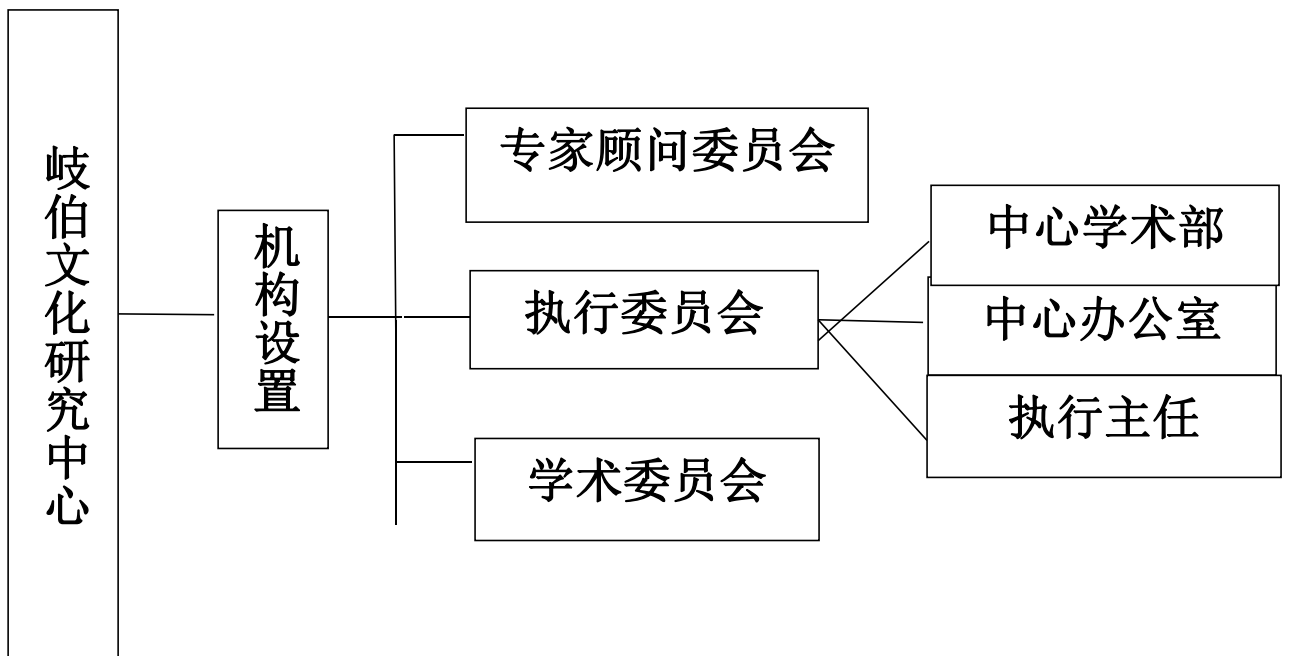 岐伯文化研究中心
机构设置
专家顾问委员会
执行委员会
学术委员会
中心学术部
中心办公室
执行主任